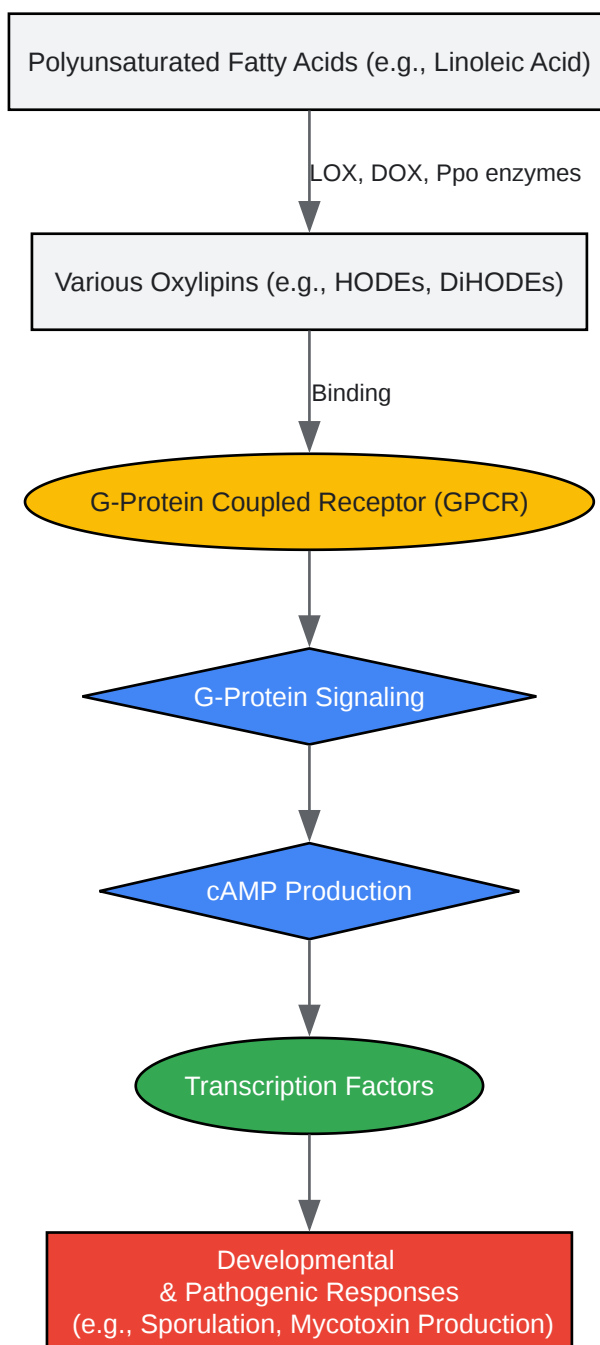 Polyunsaturated Fatty Acids (e.g., Linoleic Acid)
LOX, DOX, Ppo enzymes
Various Oxylipins (e.g., HODEs, DiHODEs)
Binding
G-Protein Coupled Receptor (GPCR)
G-Protein Signaling
cAMP Production
Transcription Factors
Developmental
& Pathogenic Responses
(e.g., Sporulation, Mycotoxin Production)